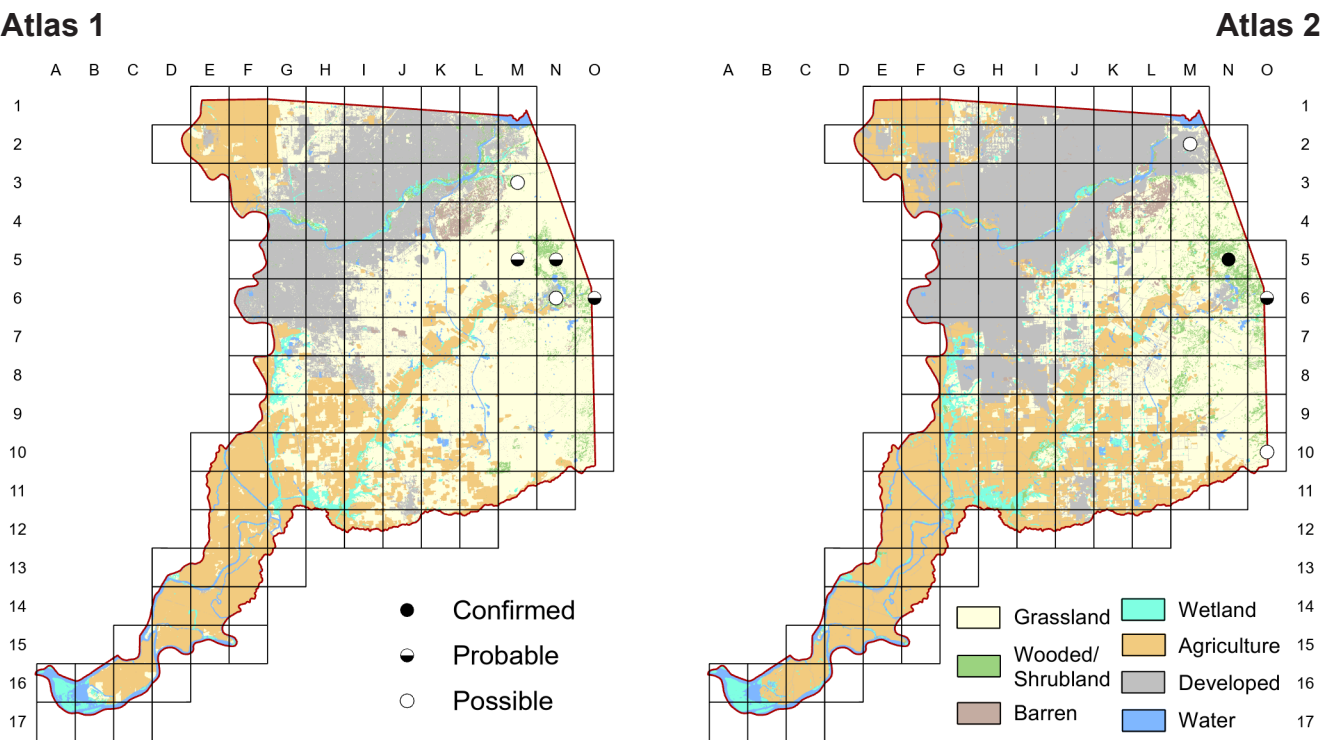 Atlas 1
Atlas 2
A B C D E F G H I J K L M N O
A B C D E F G H I J K L M N O
1
2
3
4
5
6
7
8
9
10
11
12
13
14
15
16
17
1
2
3
4
5
6
7
8
9
10
11
12
13
14
15
16
17
Confirmed
Probable
Possible
Grassland
Wooded/
Shrubland
Barren
Wetland
Agriculture
Developed
Water